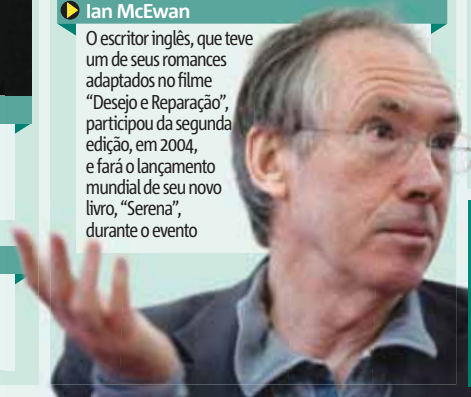 Ian McEwan
O escritor inglês, que teve
um de seus romances
adaptados no filme
“Desejo e Reparação”,
participou da segunda
edição, em 2004,
e fará o lançamento
mundial de seu novo
livro, “Serena”,
durante o evento